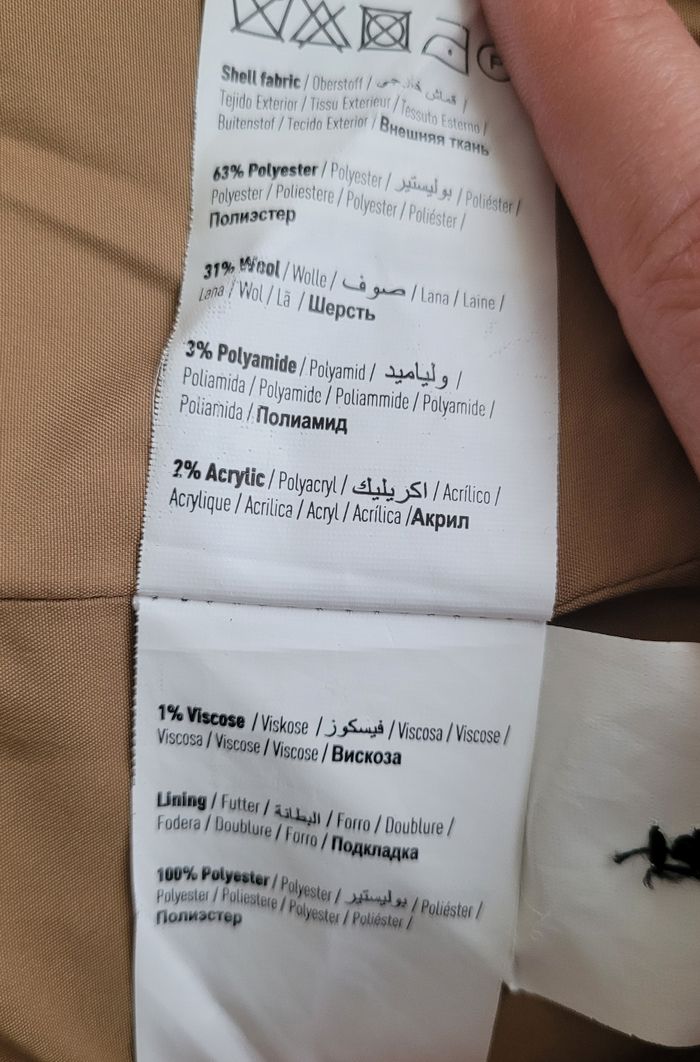 P
Shell fabric / Oberstoff / قماش خارجي /
Tejido Exterior / Tissu Exterieur / Tessuto Esterno /
Buitenstof / Tecido Exterior / Внешняя ткань
63% Polyester / Polyester / بوليستير / Poliéster /
Polyester / Poliestere / Polyester / Poliéster /
Полиэстер
31% Wool / Wolle / صوف / Lana / Laine /
Lana / Wol / Lã / Шерсть
3% Polyamide / Polyamid / ولياميد /
Poliamida / Polyamide / Poliammide / Polyamide /
Poliamida / Полиамид
2% Acrylic / Polyacryl / اكريليك / Acrílico /
Acrylique / Acrilica / Acryl / Acrílica /Акрил
1% Viscose / Viskose / فيسكوز / Viscosa / Viscose /
Viscosa / Viscose / Viscose / Вискоза
Lining / Futter / البطانة / Forro / Doublure /
Fodera / Doublure / Forro / Подкладка
100% Polyester / Polyester / بوليستير / Poliéster /
Polyester / Poliestere / Polyester / Poliéster /
Полиэстер